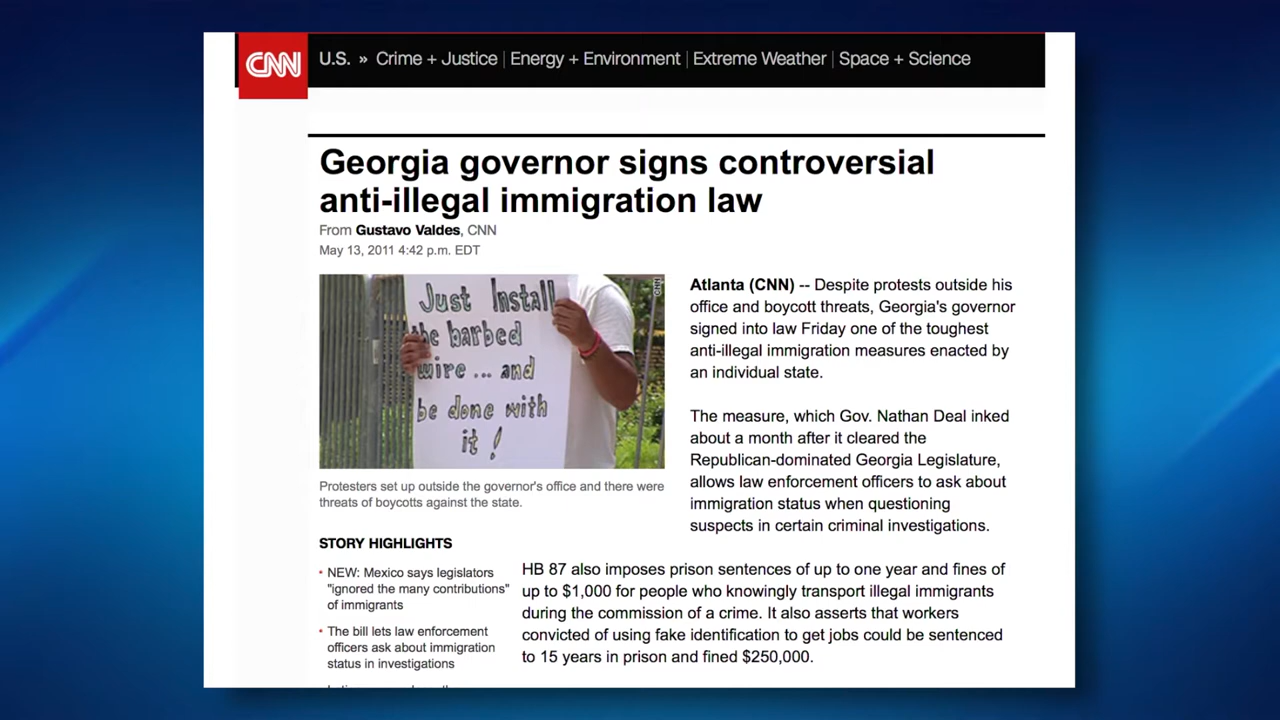 CNN
U.S. » Crime + Justice | Energy + Environment | Extreme Weather | Space + Science
Georgia governor signs controversial
anti-illegal immigration law
From Gustavo Valdes, CNN
May 13, 2011 4:42 p.m. EDT
Just Install
the barbed
wire ... and
be done with
it!
CNN
Protesters set up outside the governor's office and there were
threats of boycotts against the state.
Atlanta (CNN) -- Despite protests outside his
office and boycott threats, Georgia's governor
signed into law Friday one of the toughest
anti-illegal immigration measures enacted by
an individual state.
The measure, which Gov. Nathan Deal inked
about a month after it cleared the
Republican-dominated Georgia Legislature,
allows law enforcement officers to ask about
immigration status when questioning
suspects in certain criminal investigations.
STORY HIGHLIGHTS
• NEW: Mexico says legislators
"ignored the many contributions"
of immigrants
• The bill lets law enforcement
officers ask about immigration
status in investigations
HB 87 also imposes prison sentences of up to one year and fines of
up to $1,000 for people who knowingly transport illegal immigrants
during the commission of a crime. It also asserts that workers
convicted of using fake identification to get jobs could be sentenced
to 15 years in prison and fined $250,000.